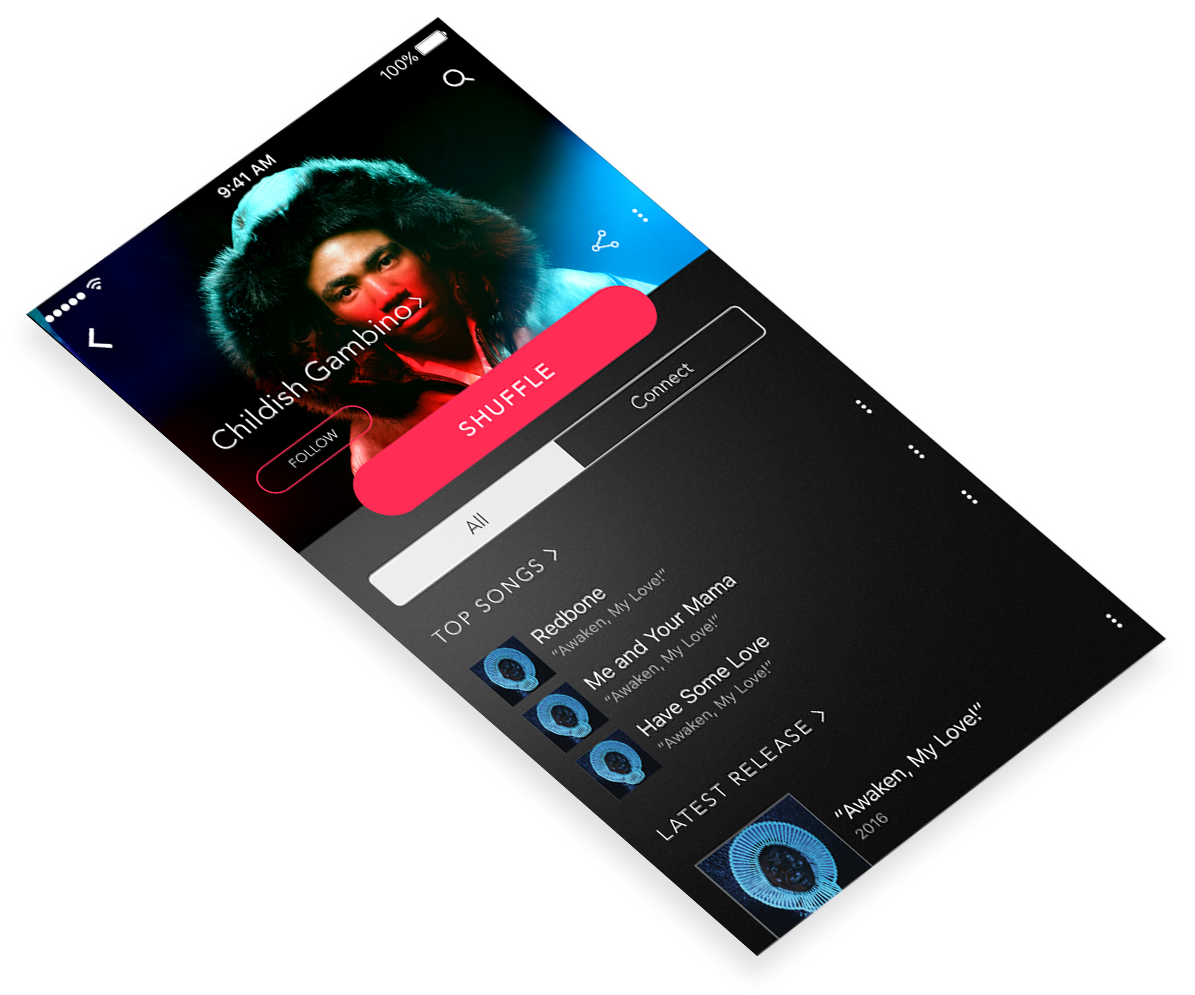 9:41 AM
100%
Childish Gambino
FOLLOW
SHUFFLE
All
Connect
TOP SONGS
Redbone
“Awaken, My Love!”
Me and Your Mama
“Awaken, My Love!”
Have Some Love
“Awaken, My Love!”
LATEST RELEASE
“Awaken, My Love!”
2016